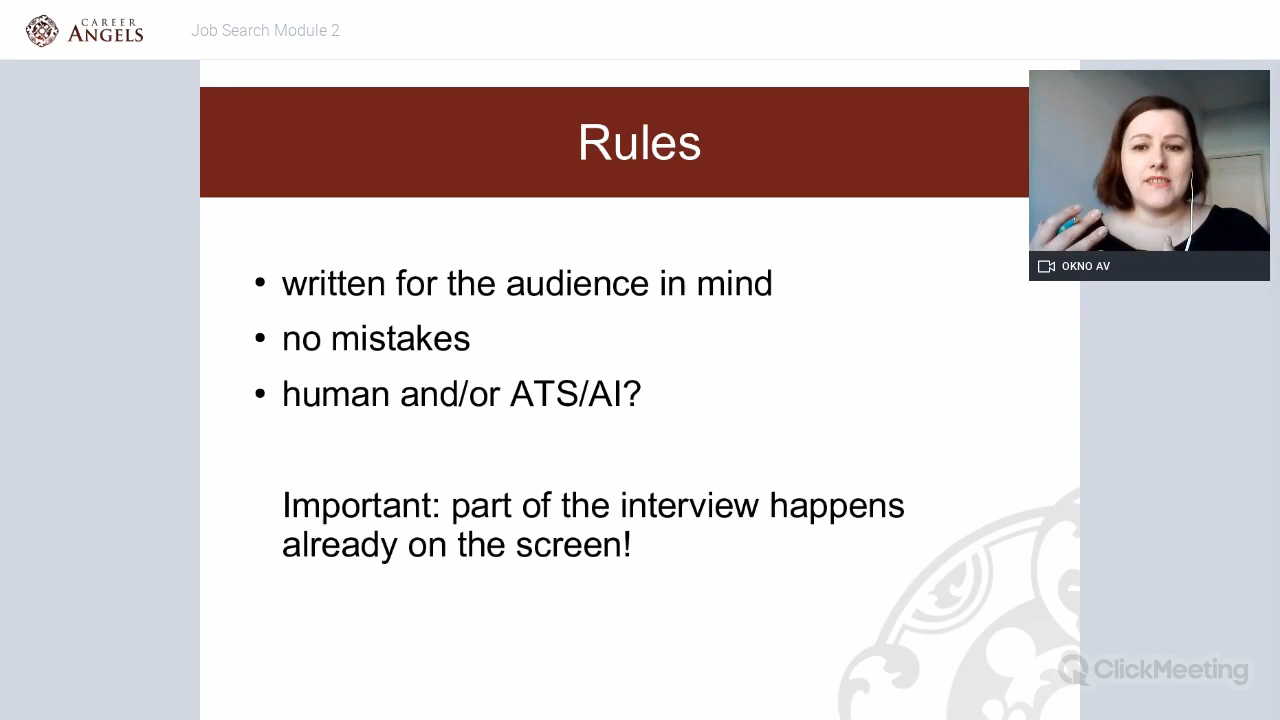 CAREER
ANGELS
Job Search Module 2
Rules
OKNO AV
• written for the audience in mind
• no mistakes
• human and/or ATS/AI?
Important: part of the interview happens
already on the screen!
ClickMeeting